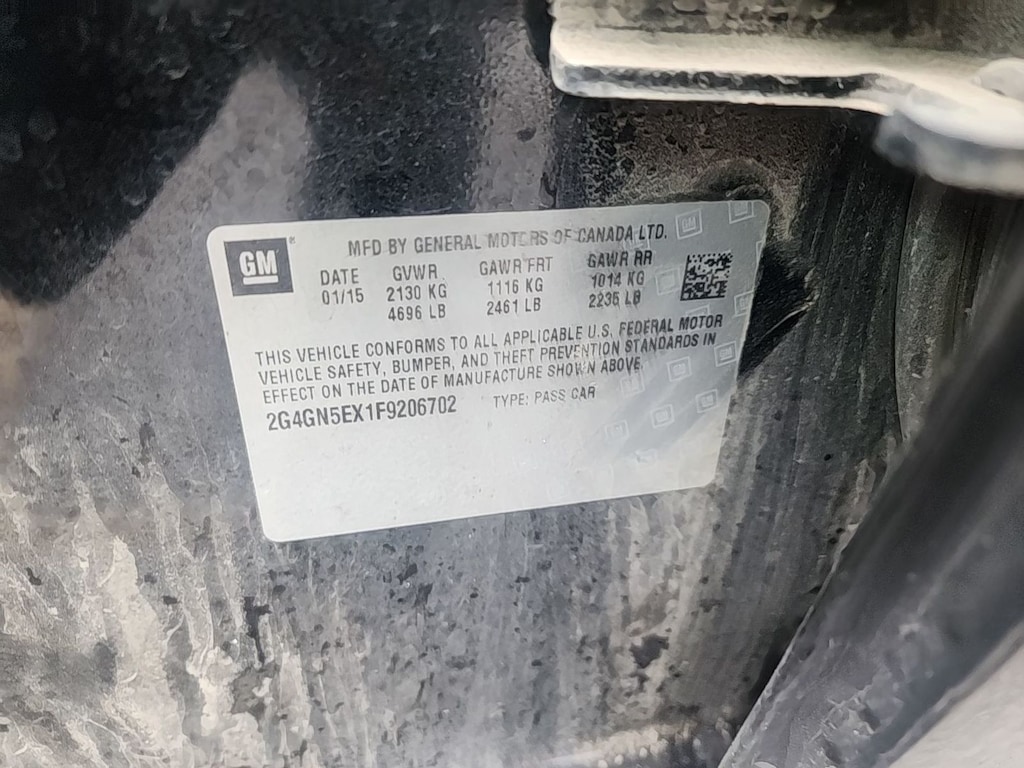 GM
MFD BY GENERAL MOTORS OF CANADA LTD.
DATE GVWR GAWR FRT GAWR RR
01/15 2130 KG 1116 KG 1014 KG
4696 LB 2461 LB 2236 LB
THIS VEHICLE CONFORMS TO ALL APPLICABLE U.S. FEDERAL MOTOR
VEHICLE SAFETY, BUMPER, AND THEFT PREVENTION STANDARDS IN
EFFECT ON THE DATE OF MANUFACTURE SHOWN ABOVE.
2G4GN5EX1F9206702 TYPE: PASS CAR